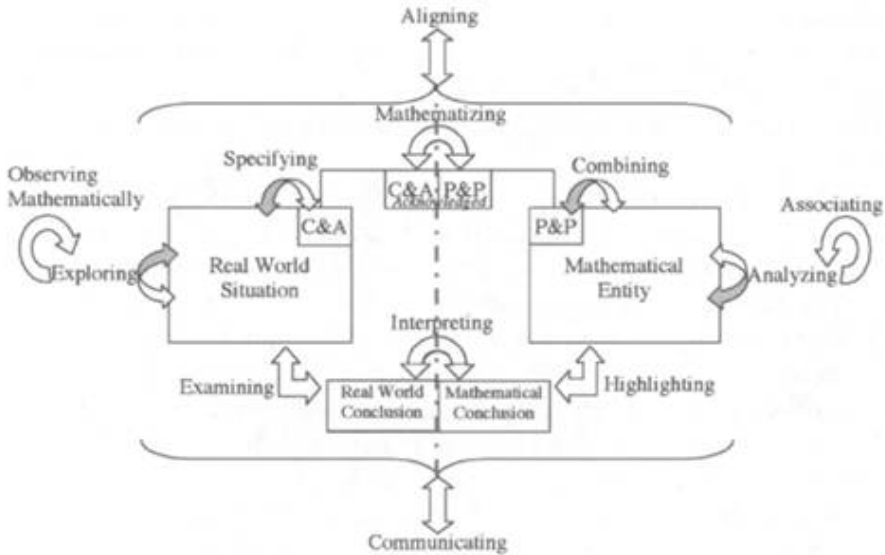 Aligning
Mathematizing
Specifying
Combining
Observing
Mathematically
C&A P&P
Acknowledged
Associating
C&A
P&P
Exploring
Real World
Situation
Mathematical
Entity
Analyzing
Interpreting
Examining
Real World
Conclusion
Mathematical
Conclusion
Highlighting
Communicating